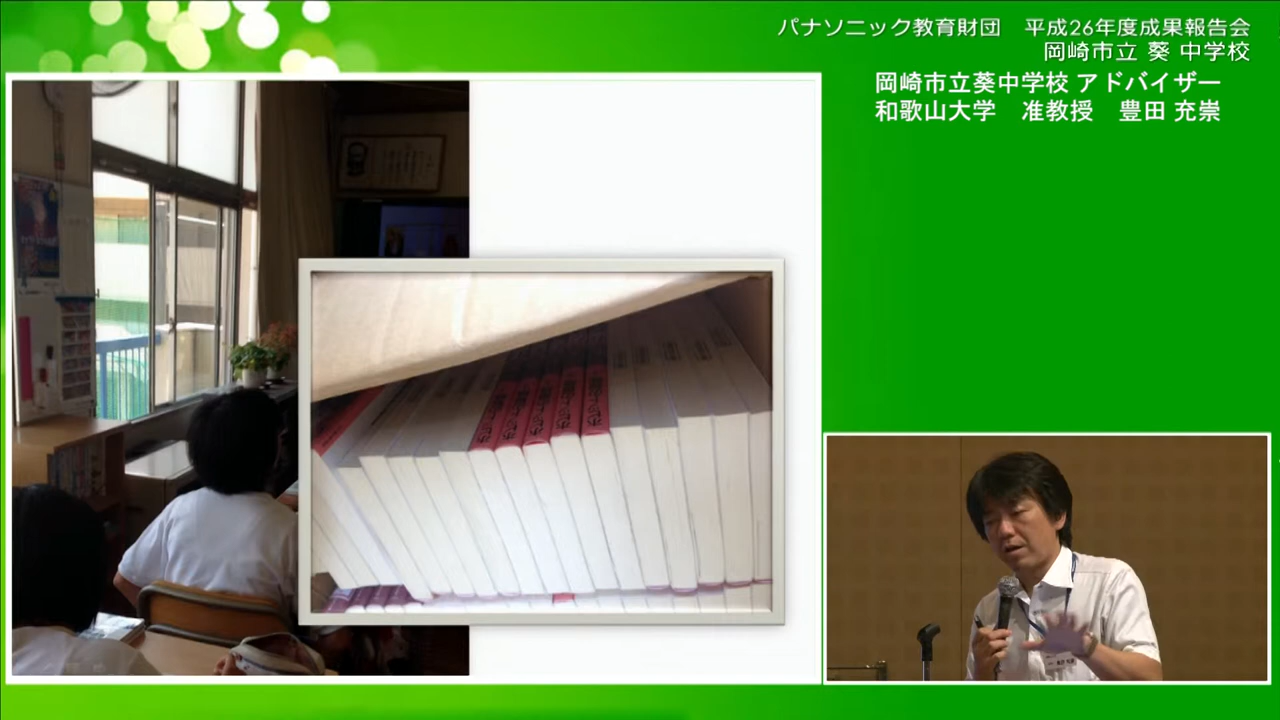 パナソニック教育財団　平成26年度成果報告会
岡崎市立 葵 中学校
岡崎市立葵中学校 アドバイザー
和歌山大学　准教授　豊田 充崇